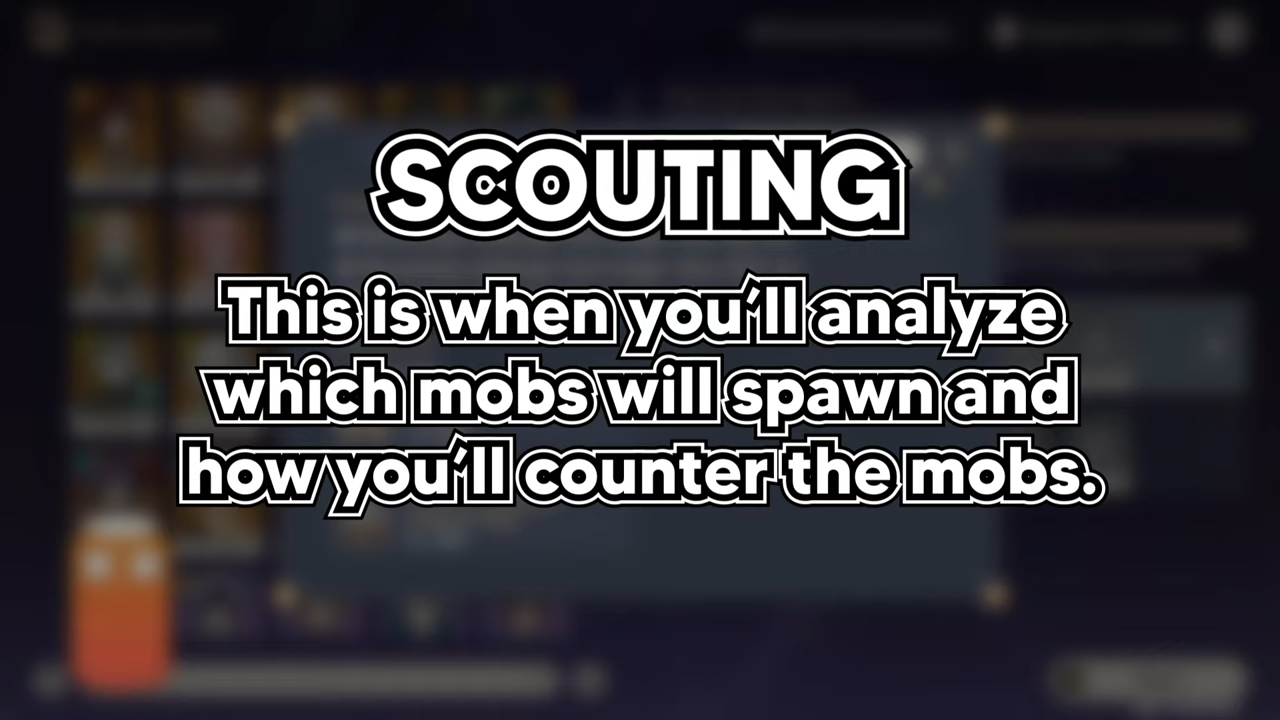 SCOUTING
This is when you'll analyze
which mobs will spawn and
how you'll counter the mobs.